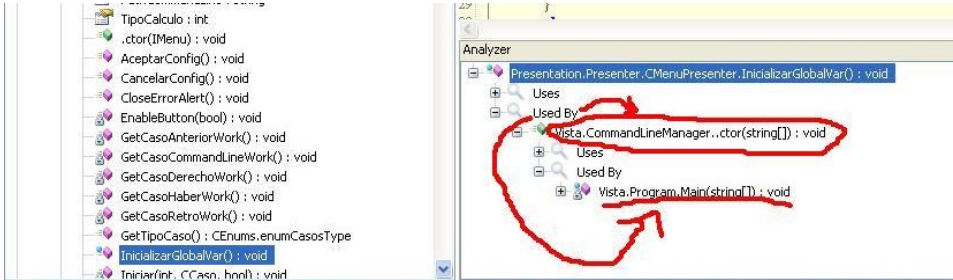 TipoCalculo : int
.ctor(IMenu) : void
AceptarConfig() : void
CancelarConfig() : void
CloseErrorAlert() : void
EnableButton(bool) : void
GetCasoAnteriorWork() : void
GetCasoCommandLineWork() : void
GetCasoDerechoWork() : void
GetCasoHaberWork() : void
GetCasoRetroWork() : void
GetTipoCaso() : CEnums.enumCasosType
InicializarGlobalVar() : void
Iniciar(int, CCaso, bool) : void
29 }
Analyzer
Presentation.Presenter.CMenuPresenter.InicializarGlobalVar() : void
Uses
Used By
Vista.CommandLineManager..ctor(string[]) : void
Uses
Used By
Vista.Program.Main(string[]) : void